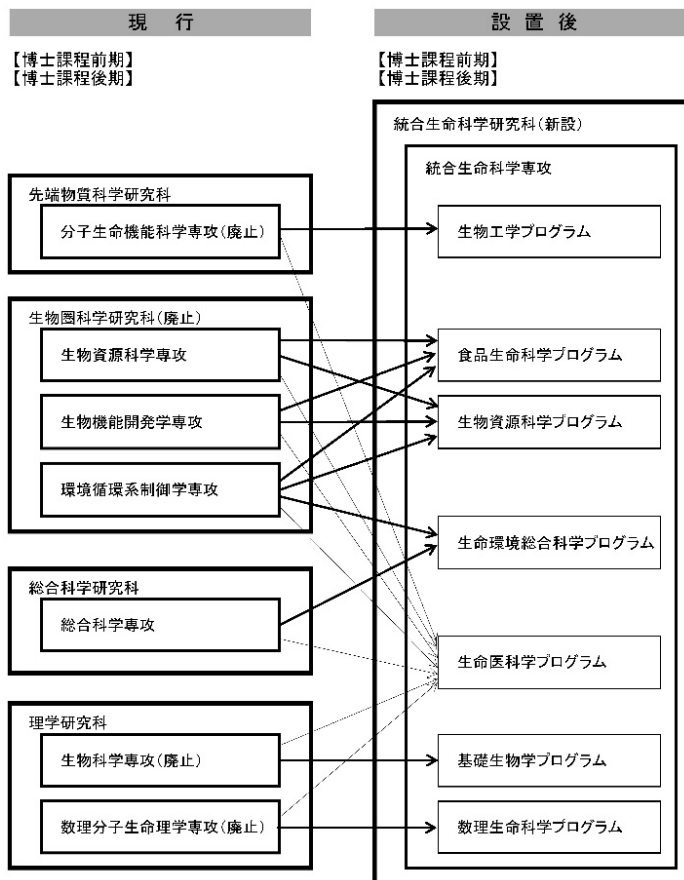 現 行
【博士課程前期】
【博士課程後期】
先端物質科学研究科
分子生命機能科学専攻(廃止)
生物圏科学研究科(廃止)
生物資源科学専攻
生物機能開発学専攻
環境循環系制御学専攻
総合科学研究科
総合科学専攻
理学研究科
生物科学専攻(廃止)
数理分子生命理学専攻(廃止)
設 置 後
【博士課程前期】
【博士課程後期】
統合生命科学研究科(新設)
統合生命科学専攻
生物工学プログラム
食品生命科学プログラム
生物資源科学プログラム
生命環境総合科学プログラム
生命医科学プログラム
基礎生物学プログラム
数理生命科学プログラム